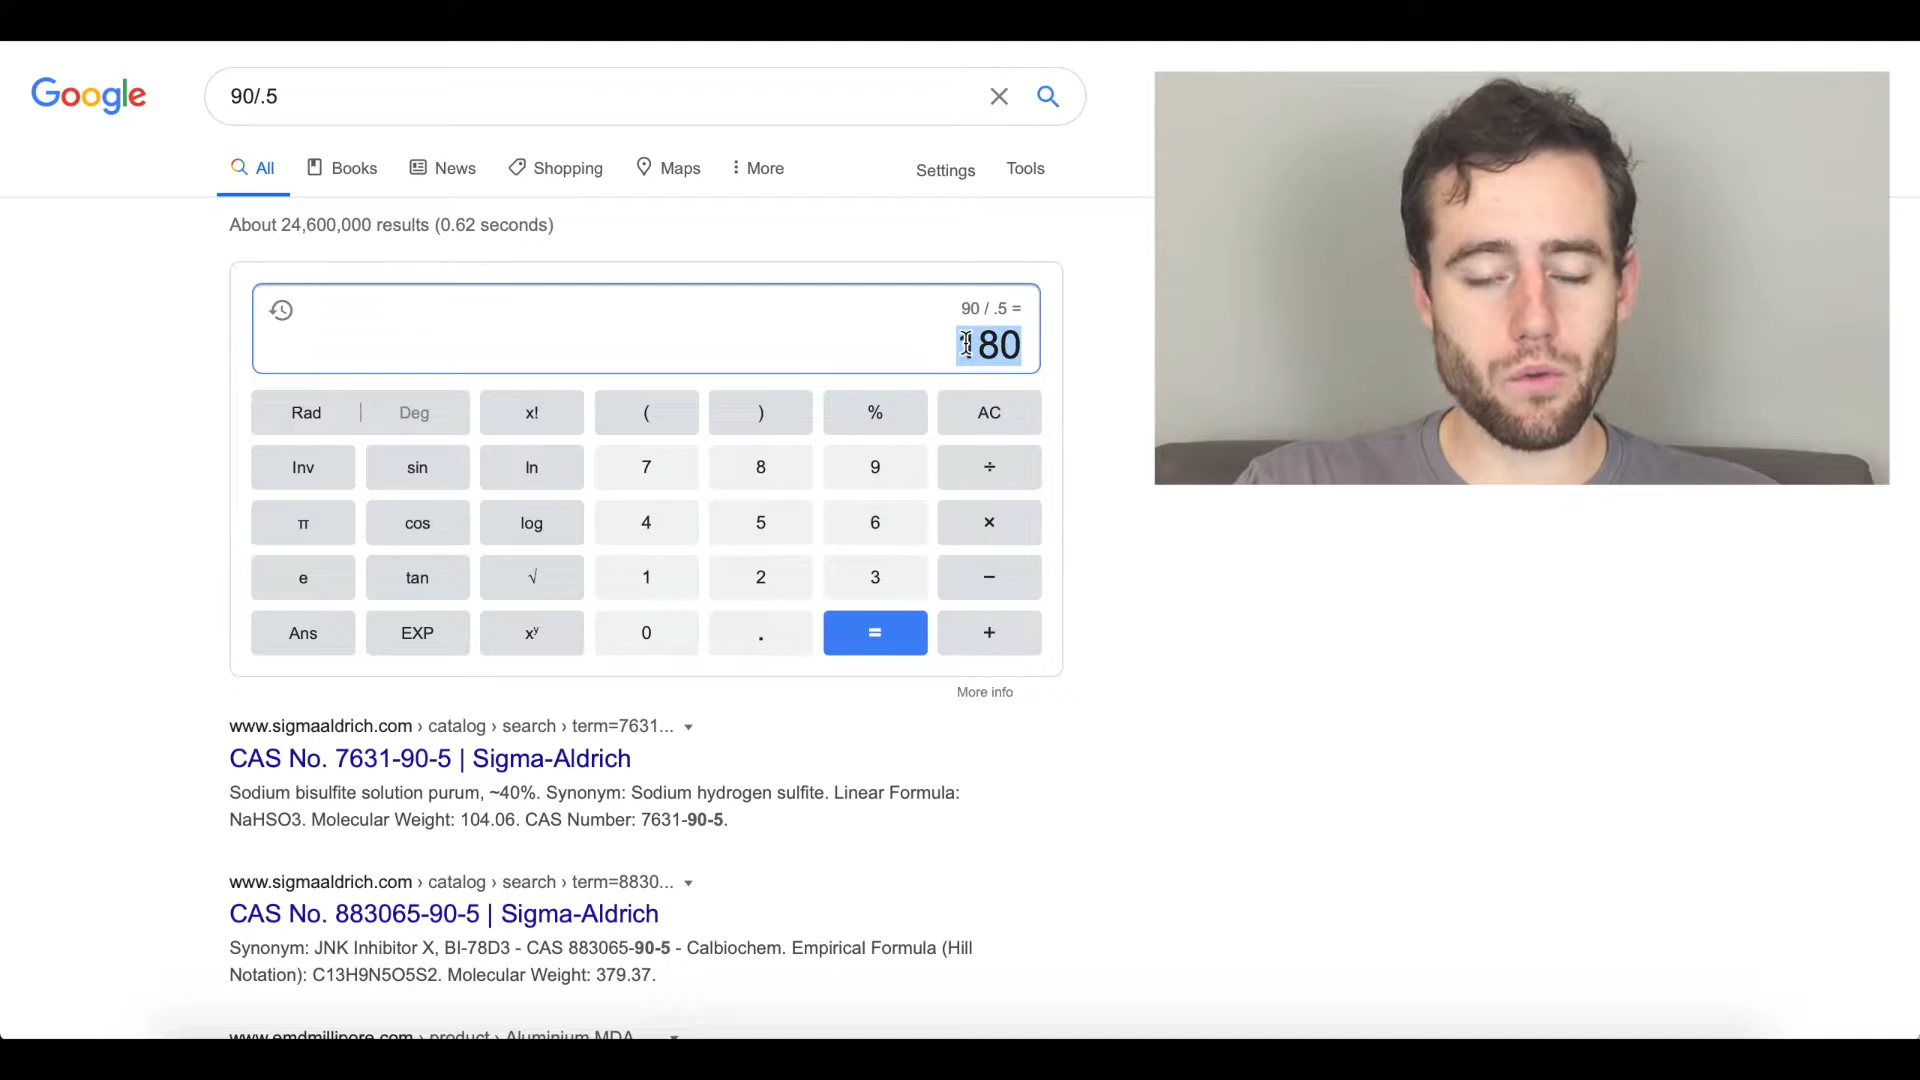 Google
90/.5
All
Books
News
Shopping
Maps
More
Settings
Tools
About 24,600,000 results (0.62 seconds)
90 / .5 =
180
Rad | Deg x! ( ) % AC
Inv sin ln 7 8 9 ÷
π cos log 4 5 6 ×
e tan √ 1 2 3 −
Ans EXP xʸ 0 . = +
More info
www.sigmaaldrich.com › catalog › search › term=7631...
CAS No. 7631-90-5 | Sigma-Aldrich
Sodium bisulfite solution purum, ~40%. Synonym: Sodium hydrogen sulfite. Linear Formula:
NaHSO3. Molecular Weight: 104.06. CAS Number: 7631-90-5.
www.sigmaaldrich.com › catalog › search › term=8830...
CAS No. 883065-90-5 | Sigma-Aldrich
Synonym: JNK Inhibitor X, BI-78D3 - CAS 883065-90-5 - Calbiochem. Empirical Formula (Hill
Notation): C13H9N5O5S2. Molecular Weight: 379.37.
www.emdmillipore.com › product › Aluminium MDA